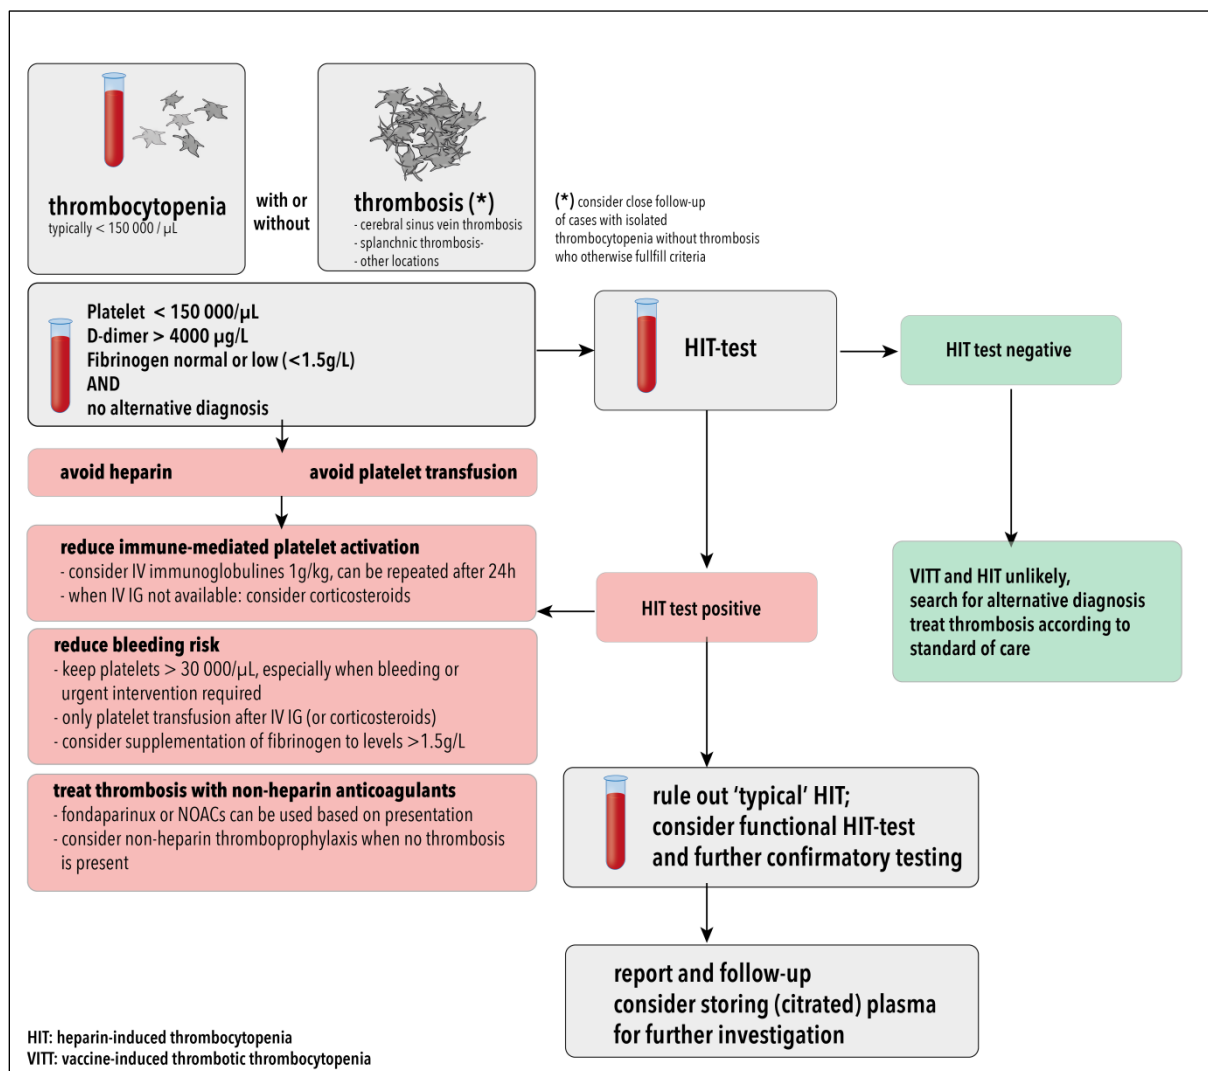 thrombocytopenia
typically < 150 000 / µL
with or
without
thrombosis (*)
- cerebral sinus vein thrombosis
- splanchnic thrombosis-
- other locations
(*) consider close follow-up
of cases with isolated
thrombocytopenia without thrombosis
who otherwise fullfill criteria
Platelet < 150 000/µL
D-dimer > 4000 µg/L
Fibrinogen normal or low (<1.5g/L)
AND
no alternative diagnosis
HIT-test
HIT test negative
avoid heparin
avoid platelet transfusion
reduce immune-mediated platelet activation
- consider IV immunoglobulines 1g/kg, can be repeated after 24h
- when IV IG not available: consider corticosteroids
HIT test positive
VITT and HIT unlikely,
search for alternative diagnosis
treat thrombosis according to
standard of care
reduce bleeding risk
- keep platelets > 30 000/µL, especially when bleeding or
urgent intervention required
- only platelet transfusion after IV IG (or corticosteroids)
- consider supplementation of fibrinogen to levels >1.5g/L
treat thrombosis with non-heparin anticoagulants
- fondaparinux or NOACs can be used based on presentation
- consider non-heparin thromboprophylaxis when no thrombosis
is present
rule out ‘typical‘ HIT;
consider functional HIT-test
and further confirmatory testing
report and follow-up
consider storing (citrated) plasma
for further investigation
HIT: heparin-induced thrombocytopenia
VITT: vaccine-induced thrombotic thrombocytopenia